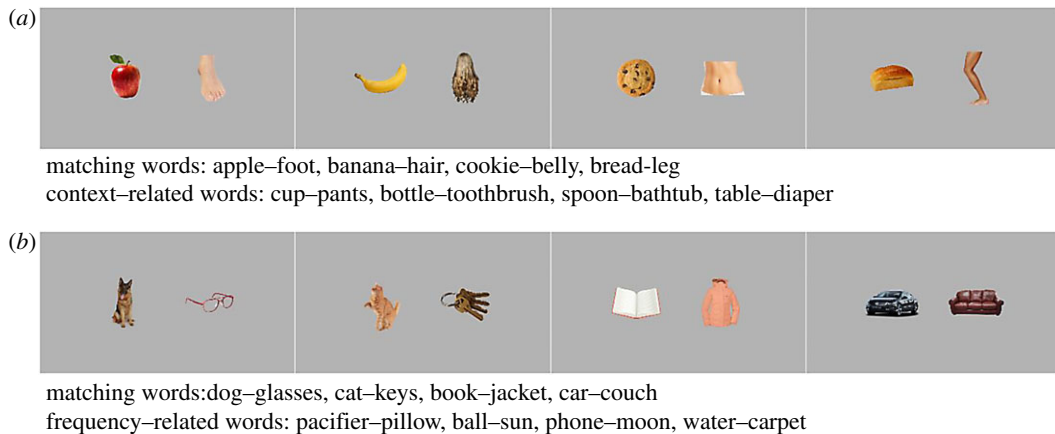 (a)
matching words: apple–foot, banana–hair, cookie–belly, bread-leg
context–related words: cup–pants, bottle–toothbrush, spoon–bathtub, table–diaper
(b)
matching words:dog–glasses, cat–keys, book–jacket, car–couch
frequency–related words: pacifier–pillow, ball–sun, phone–moon, water–carpet